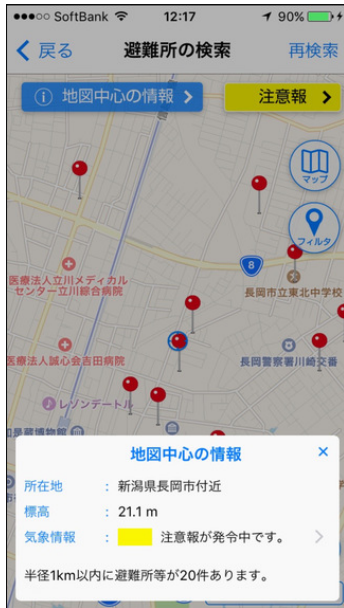 SoftBank 12:17 90%
戻る 避難所の検索 再検索
地図中心の情報 注意報
マップ
フィルタ
8
医療法人立川メディカル
センター立川綜合病院
長岡市立東北中学校
医療法人誠心会吉田病院
長岡警察署川崎交番
レゾンデートル
地図中心の情報 ×
所在地 : 新潟県長岡市付近
標高 : 21.1 m
気象情報 : 注意報が発令中です。
半径1km以内に避難所等が20件あります。